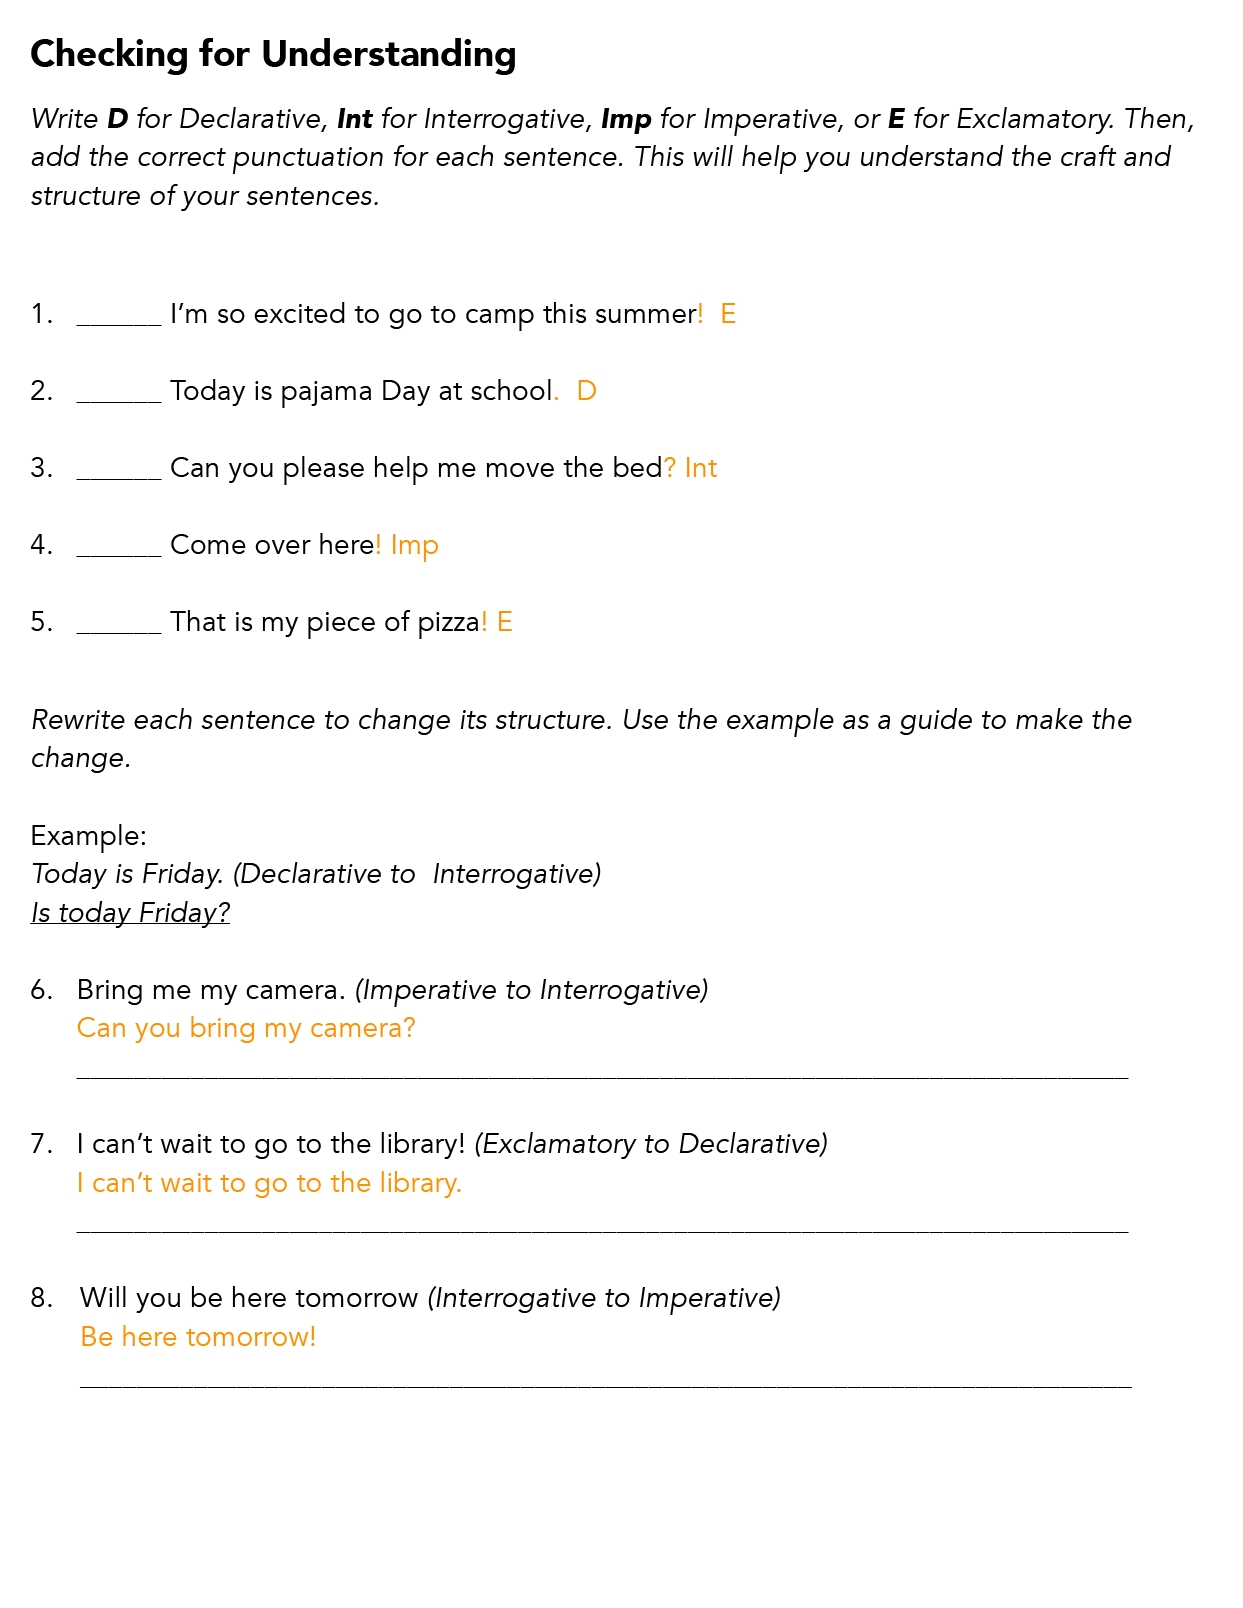 Checking for Understanding
Write D for Declarative, Int for Interrogative, Imp for Imperative, or E for Exclamatory. Then,
add the correct punctuation for each sentence. This will help you understand the craft and
structure of your sentences.
1. ______ I’m so excited to go to camp this summer!  E
2. ______ Today is pajama Day at school.  D
3. ______ Can you please help me move the bed? Int
4. ______ Come over here! Imp
5. ______ That is my piece of pizza! E
Rewrite each sentence to change its structure. Use the example as a guide to make the
change.
Example:
Today is Friday. (Declarative to  Interrogative)
Is today Friday?
6. Bring me my camera. (Imperative to Interrogative)
Can you bring my camera?
__________________________________________________________________________
7. I can’t wait to go to the library! (Exclamatory to Declarative)
I can’t wait to go to the library.
__________________________________________________________________________
8. Will you be here tomorrow (Interrogative to Imperative)
Be here tomorrow!
__________________________________________________________________________